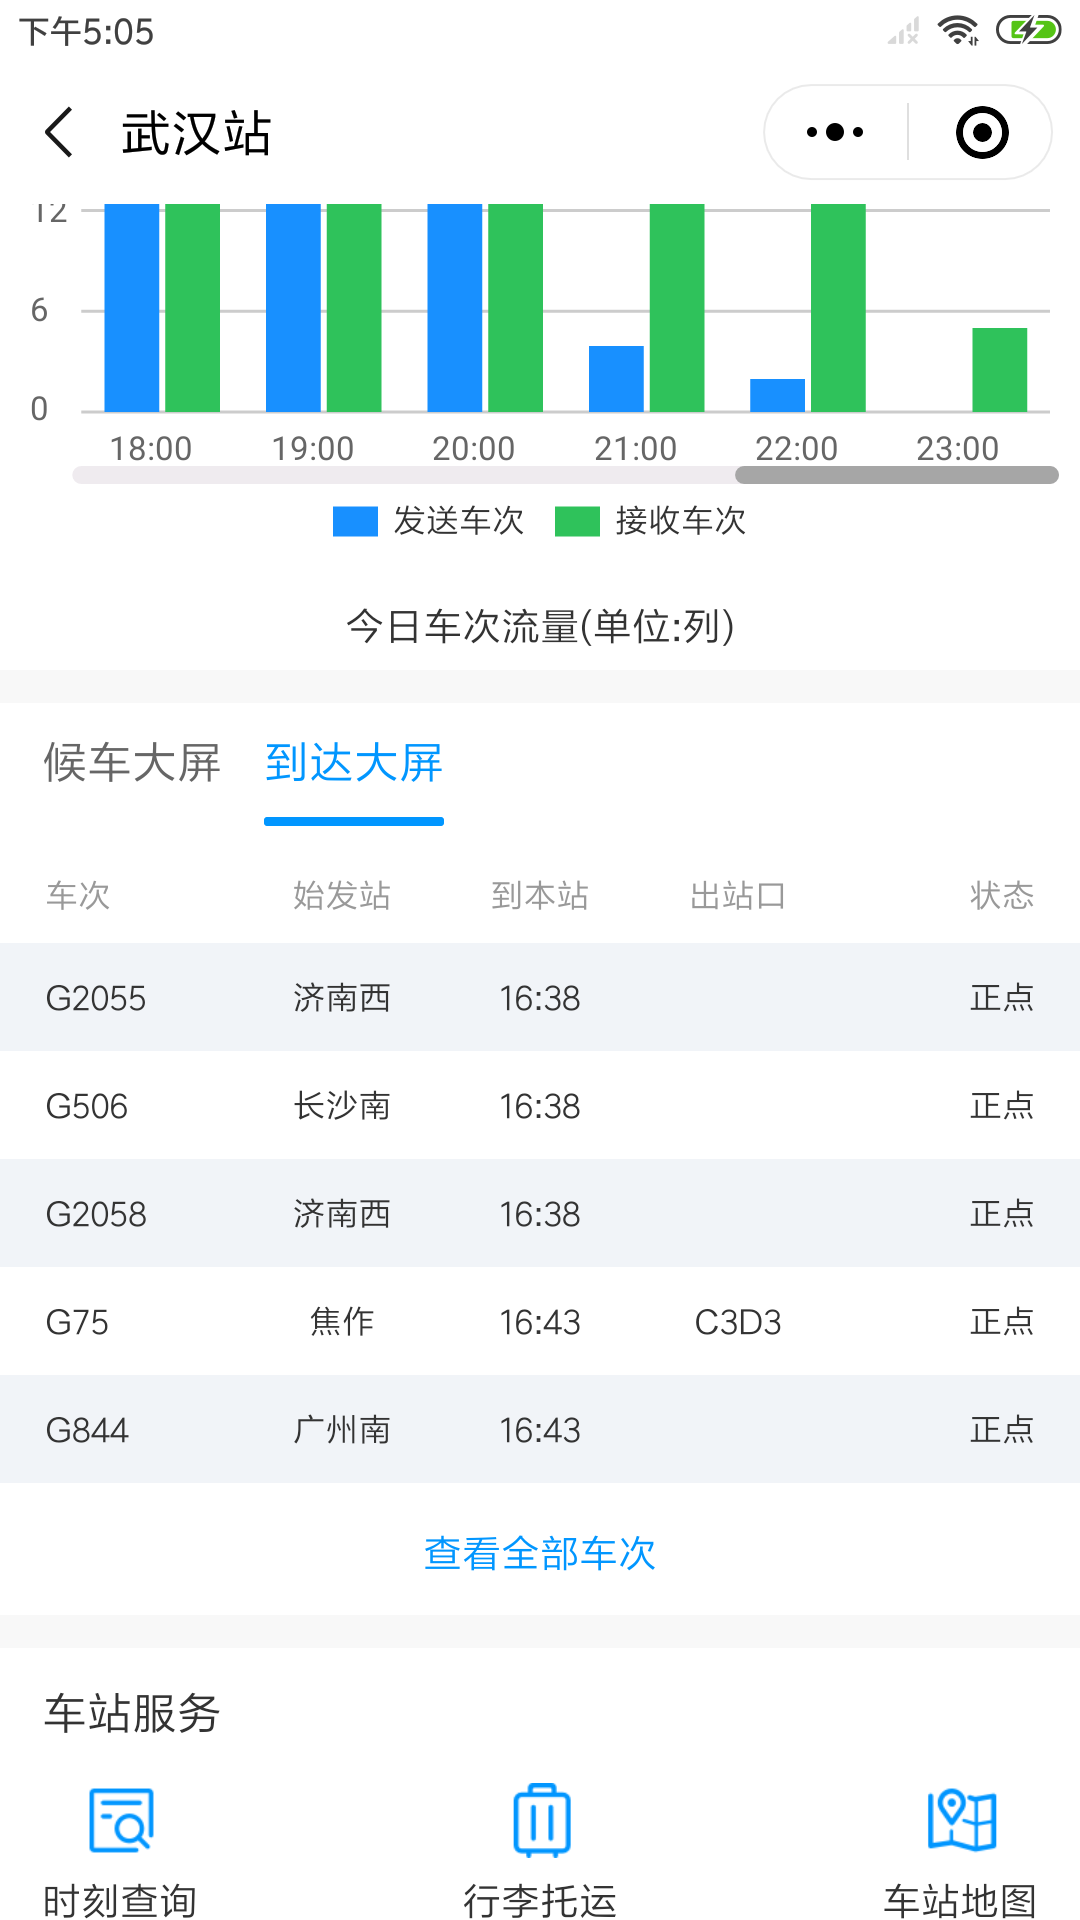 下午5:05
武汉站
12
6
0
18:00 19:00 20:00 21:00 22:00 23:00
发送车次 接收车次
今日车次流量(单位:列)
候车大屏 到达大屏
车次 始发站 到本站 出站口 状态
G2055 济南西 16:38 正点
G506 长沙南 16:38 正点
G2058 济南西 16:38 正点
G75 焦作 16:43 C3D3 正点
G844 广州南 16:43 正点
查看全部车次
车站服务
时刻查询 行李托运 车站地图